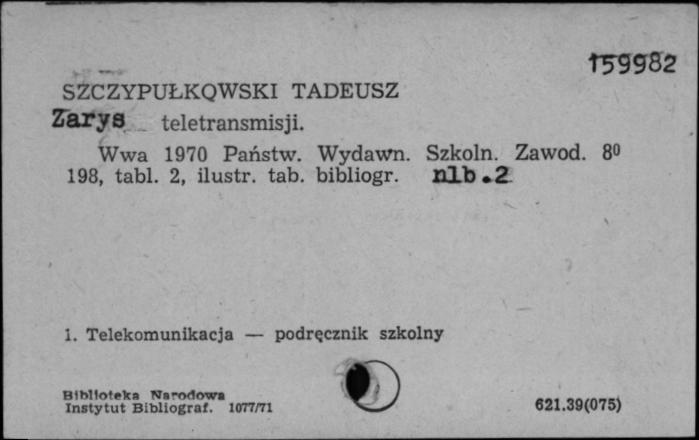 159982
SZCZYPUŁKOWSKI TADEUSZ
Zarys teletransmisji.
Wwa 1970 Państw. Wydawn. Szkoln. Zawod. 8⁰
198, tabl. 2, ilustr. tab. bibliogr. nlb.2
1. Telekomunikacja — podręcznik szkolny
Biblioteka Narodowa
Instytut Bibliograf. 1077/71
621.39(075)